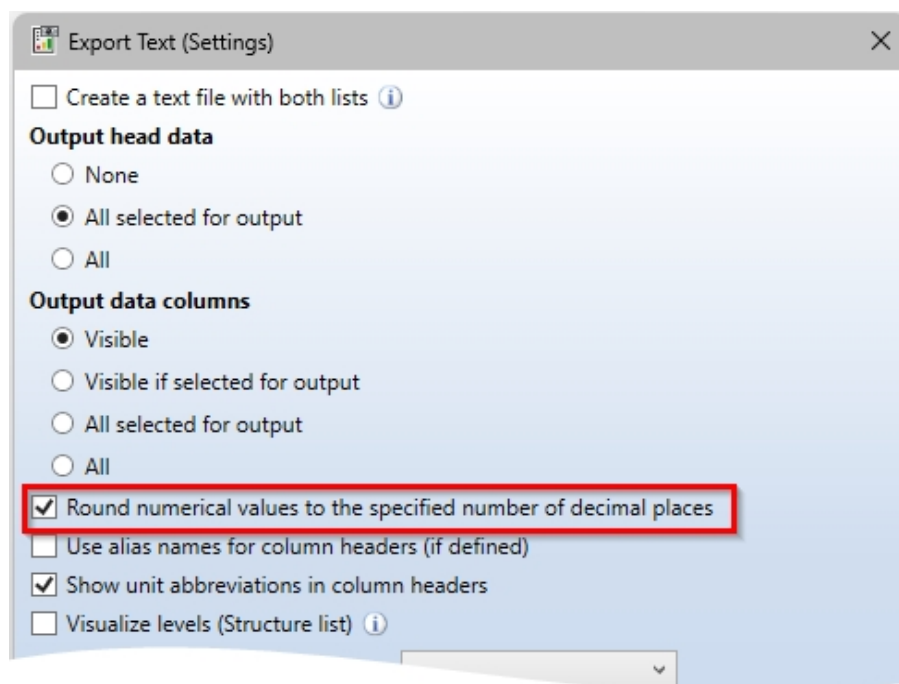 Export Text (Settings)
Create a text file with both lists
Output head data
None
All selected for output
All
Output data columns
Visible
Visible if selected for output
All selected for output
All
Round numerical values to the specified number of decimal places
Use alias names for column headers (if defined)
Show unit abbreviations in column headers
Visualize levels (Structure list)